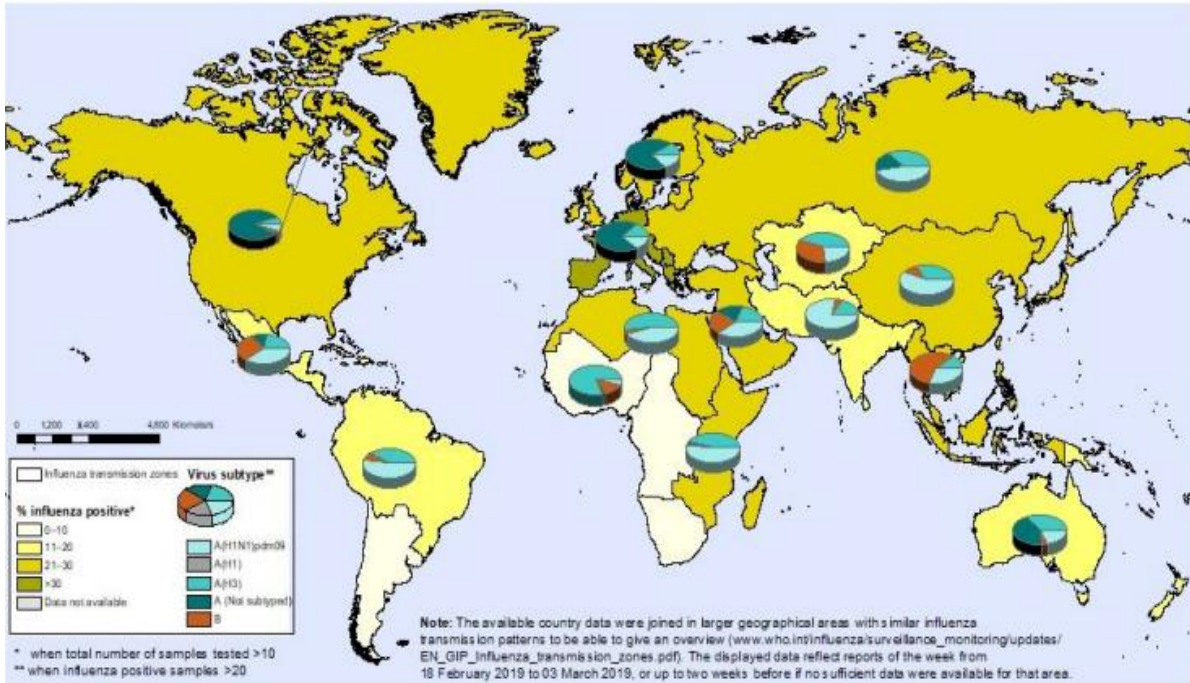 0 1,200 2,400 4,800 Kilometers
Influenza transmission zones
Virus subtype**
% influenza positive*
0–10
11–20
21–30
>30
Data not available
A(H1N1)pdm09
A(H1)
A(H3)
A (Not subtyped)
B
* when total number of samples tested >10
** when influenza positive samples >20
Note: The available country data were joined in larger geographical areas with similar influenza
transmission patterns to be able to give an overview (www.who.int/influenza/surveillance_monitoring/updates/
EN_GIP_Influenza_transmission_zones.pdf). The displayed data reflect reports of the week from
18 February 2019 to 03 March 2019, or up to two weeks before if no sufficient data were available for that area.